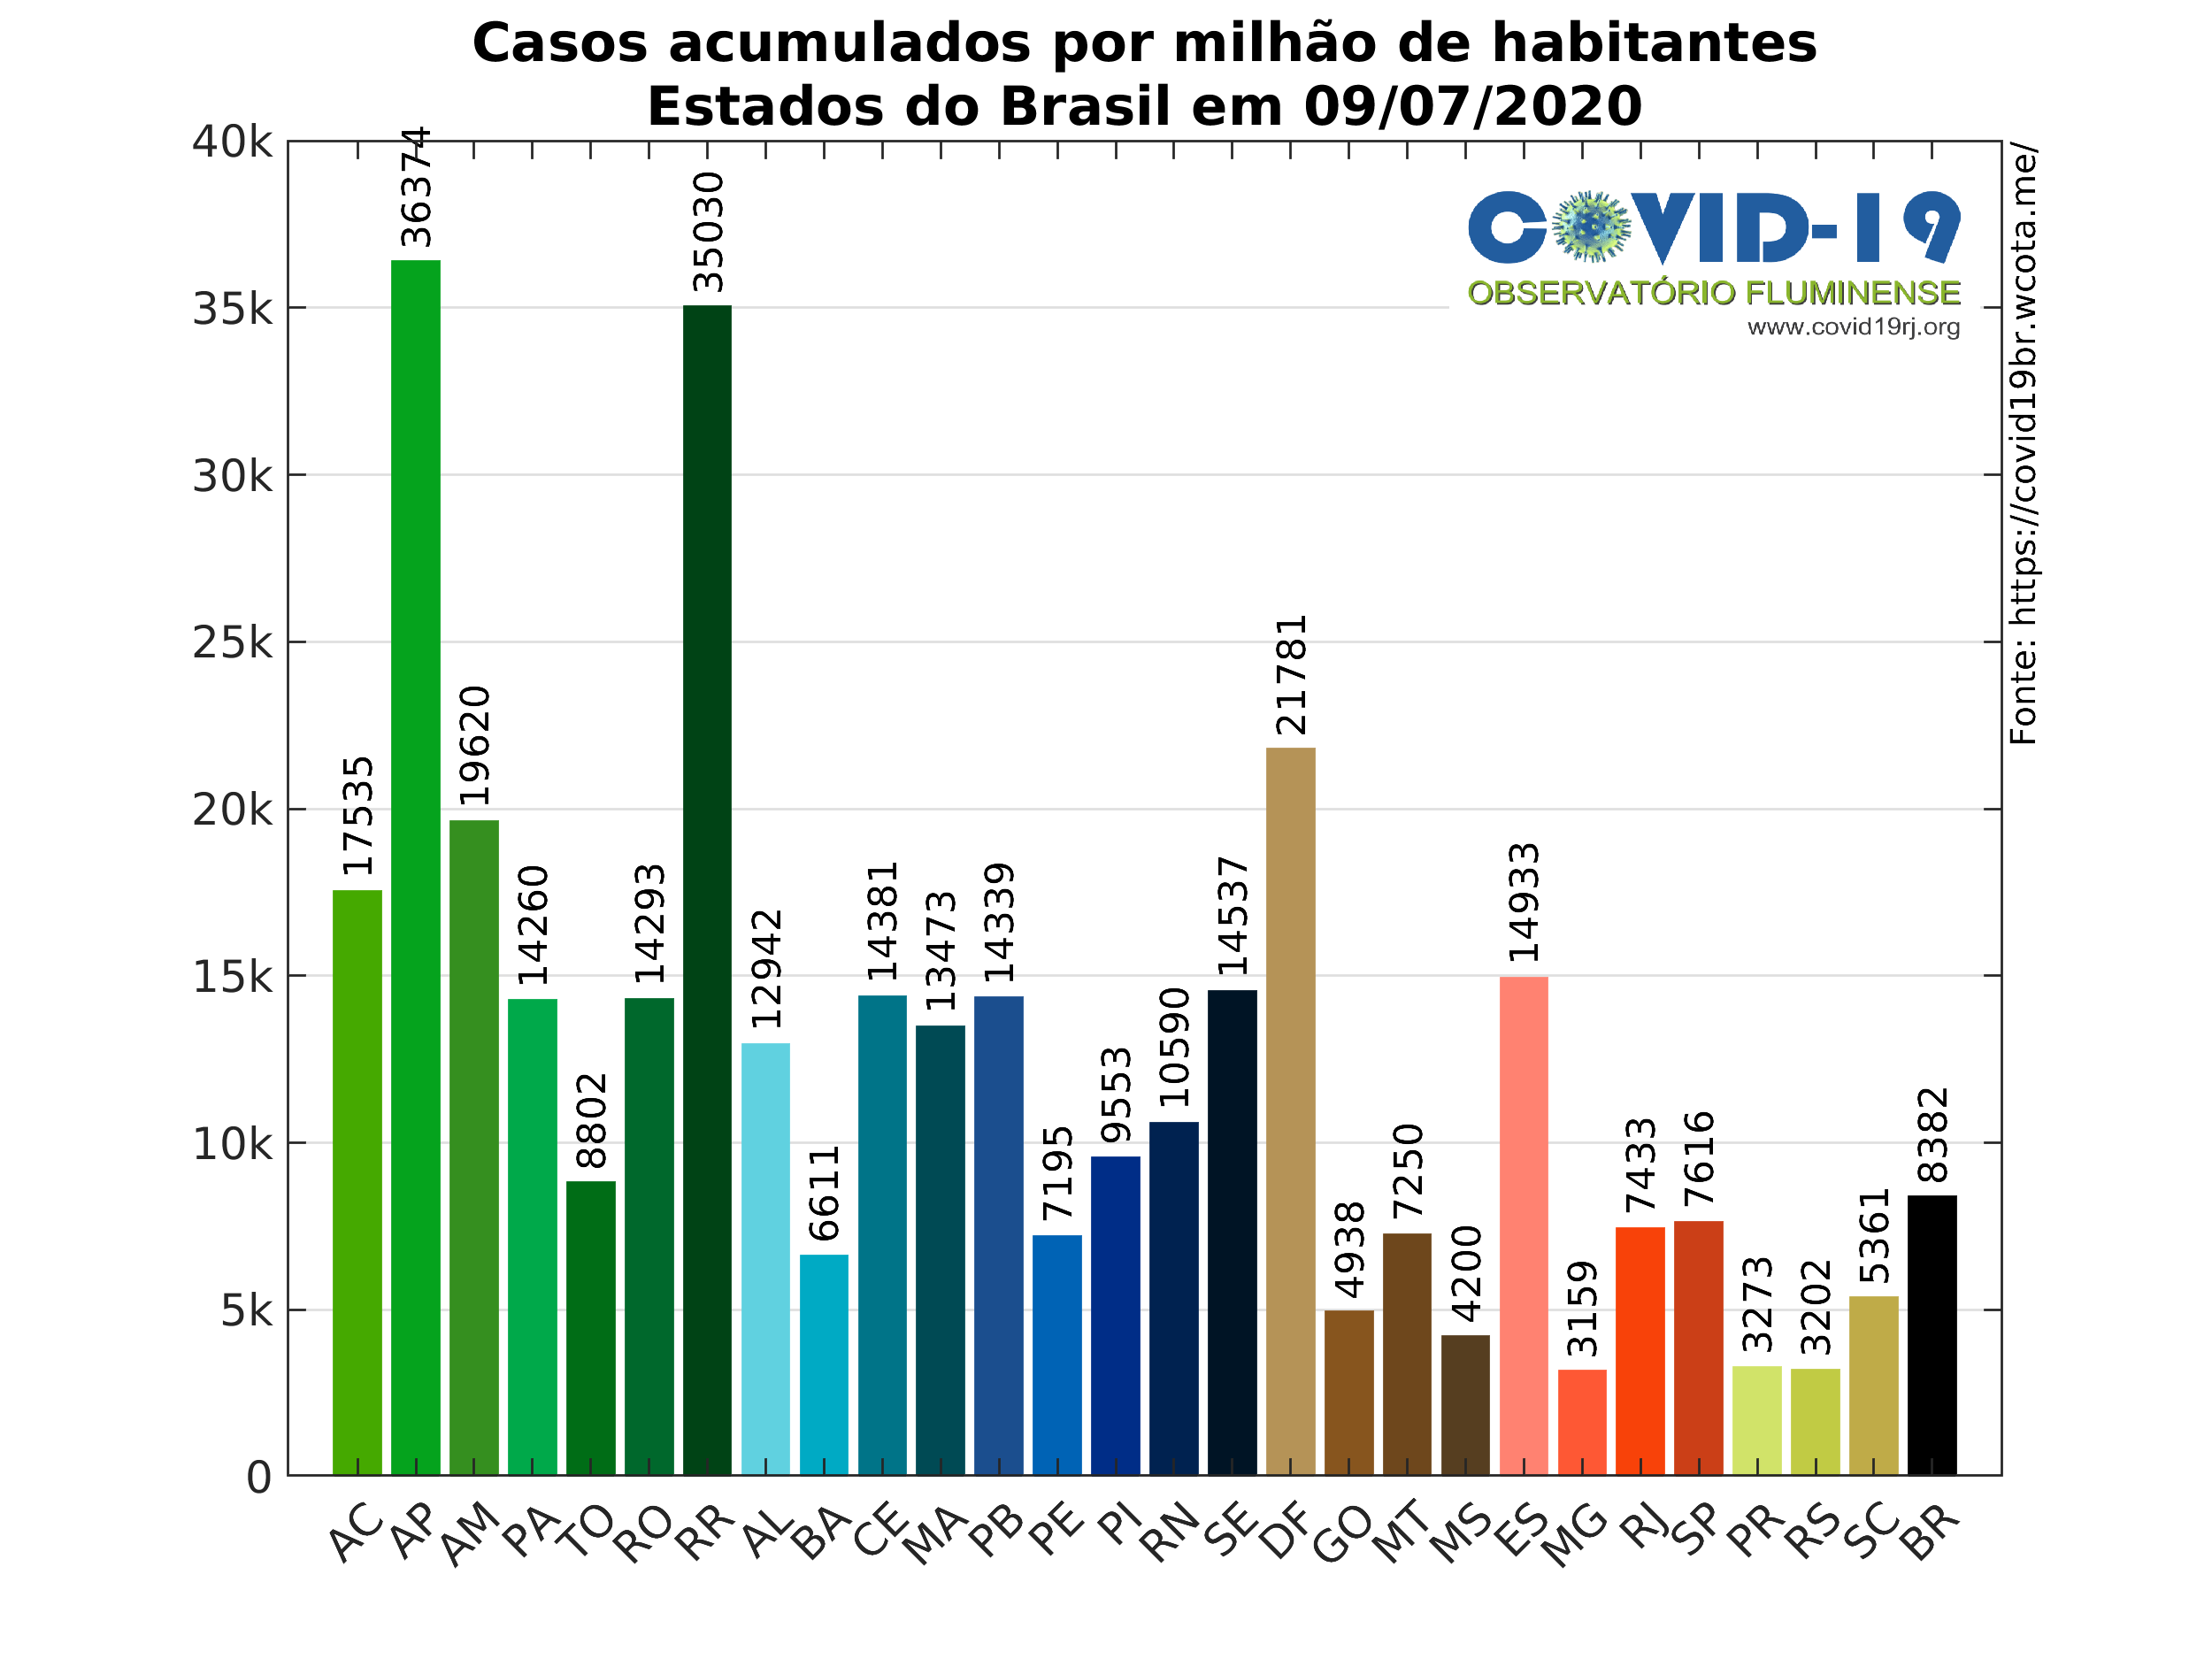 Casos acumulados por milhão de habitantes
Estados do Brasil em 09/07/2020
40k
35k
30k
25k
20k
15k
10k
5k
0
17535
36374
19620
14260
8802
14293
35030
12942
6611
14381
13473
14339
7195
9553
10590
14537
21781
4938
7250
4200
14933
3159
7433
7616
3273
3202
5361
8382
AC
AP
AM
PA
TO
RO
RR
AL
BA
CE
MA
PB
PE
PI
RN
SE
DF
GO
MT
MS
ES
MG
RJ
SP
PR
RS
SC
BR
COVID-19
OBSERVATÓRIO FLUMINENSE
www.covid19rj.org
Fonte: https://covid19br.wcota.me/